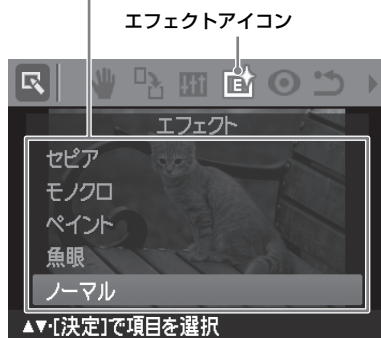 エフェクトアイコン
エフェクト
セピア
モノクロ
ペイント
魚眼
ノーマル
▲▼•[決定]で項目を選択